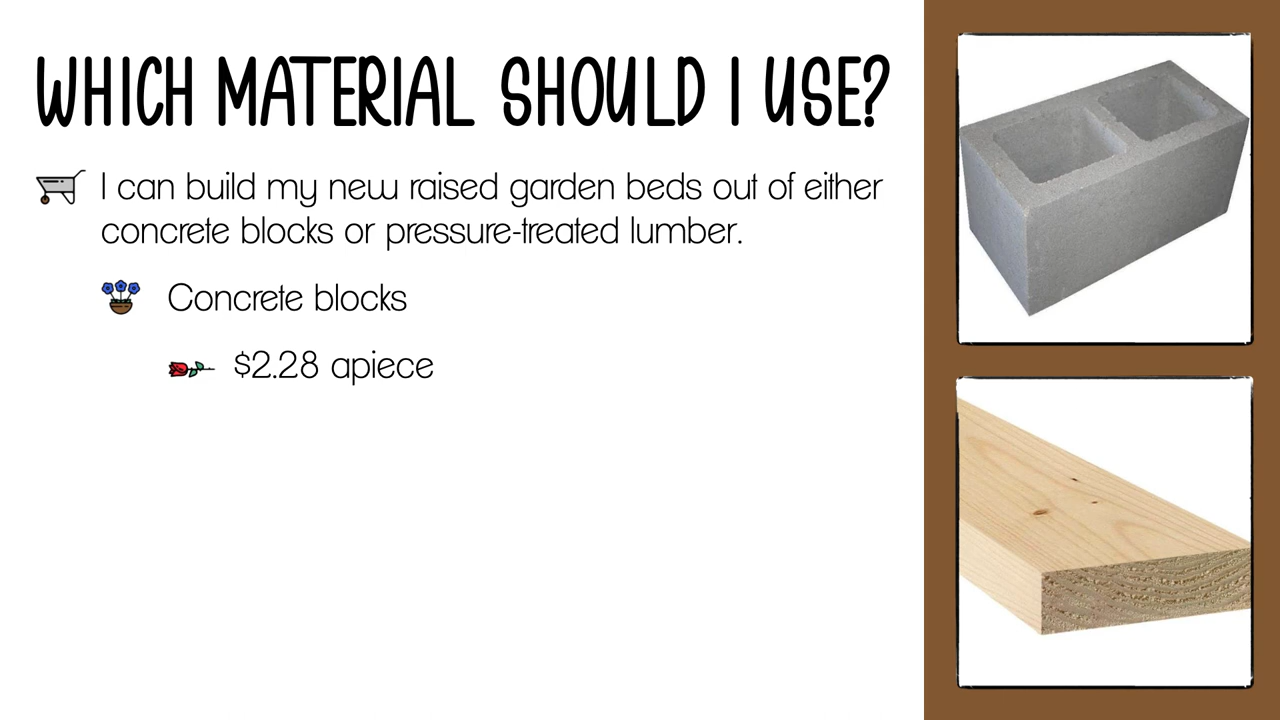 WHICH MATERIAL SHOULD I USE?
I can build my new raised garden beds out of either
concrete blocks or pressure-treated lumber.
Concrete blocks
$2.28 apiece